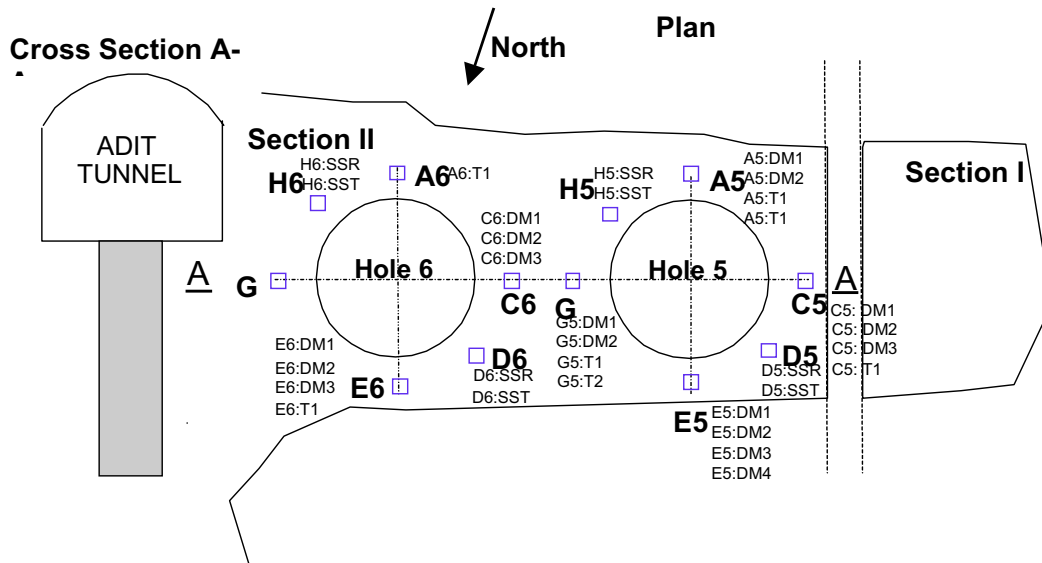 Plan
North
Cross Section A-
ADIT
TUNNEL
Section II
Section I
H6:SSR
H6:SST
H6
A6
A6:T1
H5:SSR
H5:SST
H5
A5
A5:DM1
A5:DM2
A5:T1
A5:T1
C6:DM1
C6:DM2
C6:DM3
Hole 6
Hole 5
A
A
G
C6
G
C5
C5: DM1
C5: DM2
C5: DM3
C5: T1
G5:DM1
G5:DM2
G5:T1
G5:T2
E6:DM1
E6:DM2
E6:DM3
E6:T1
E6
D6
D6:SSR
D6:SST
D5
D5:SSR
D5:SST
E5
E5:DM1
E5:DM2
E5:DM3
E5:DM4